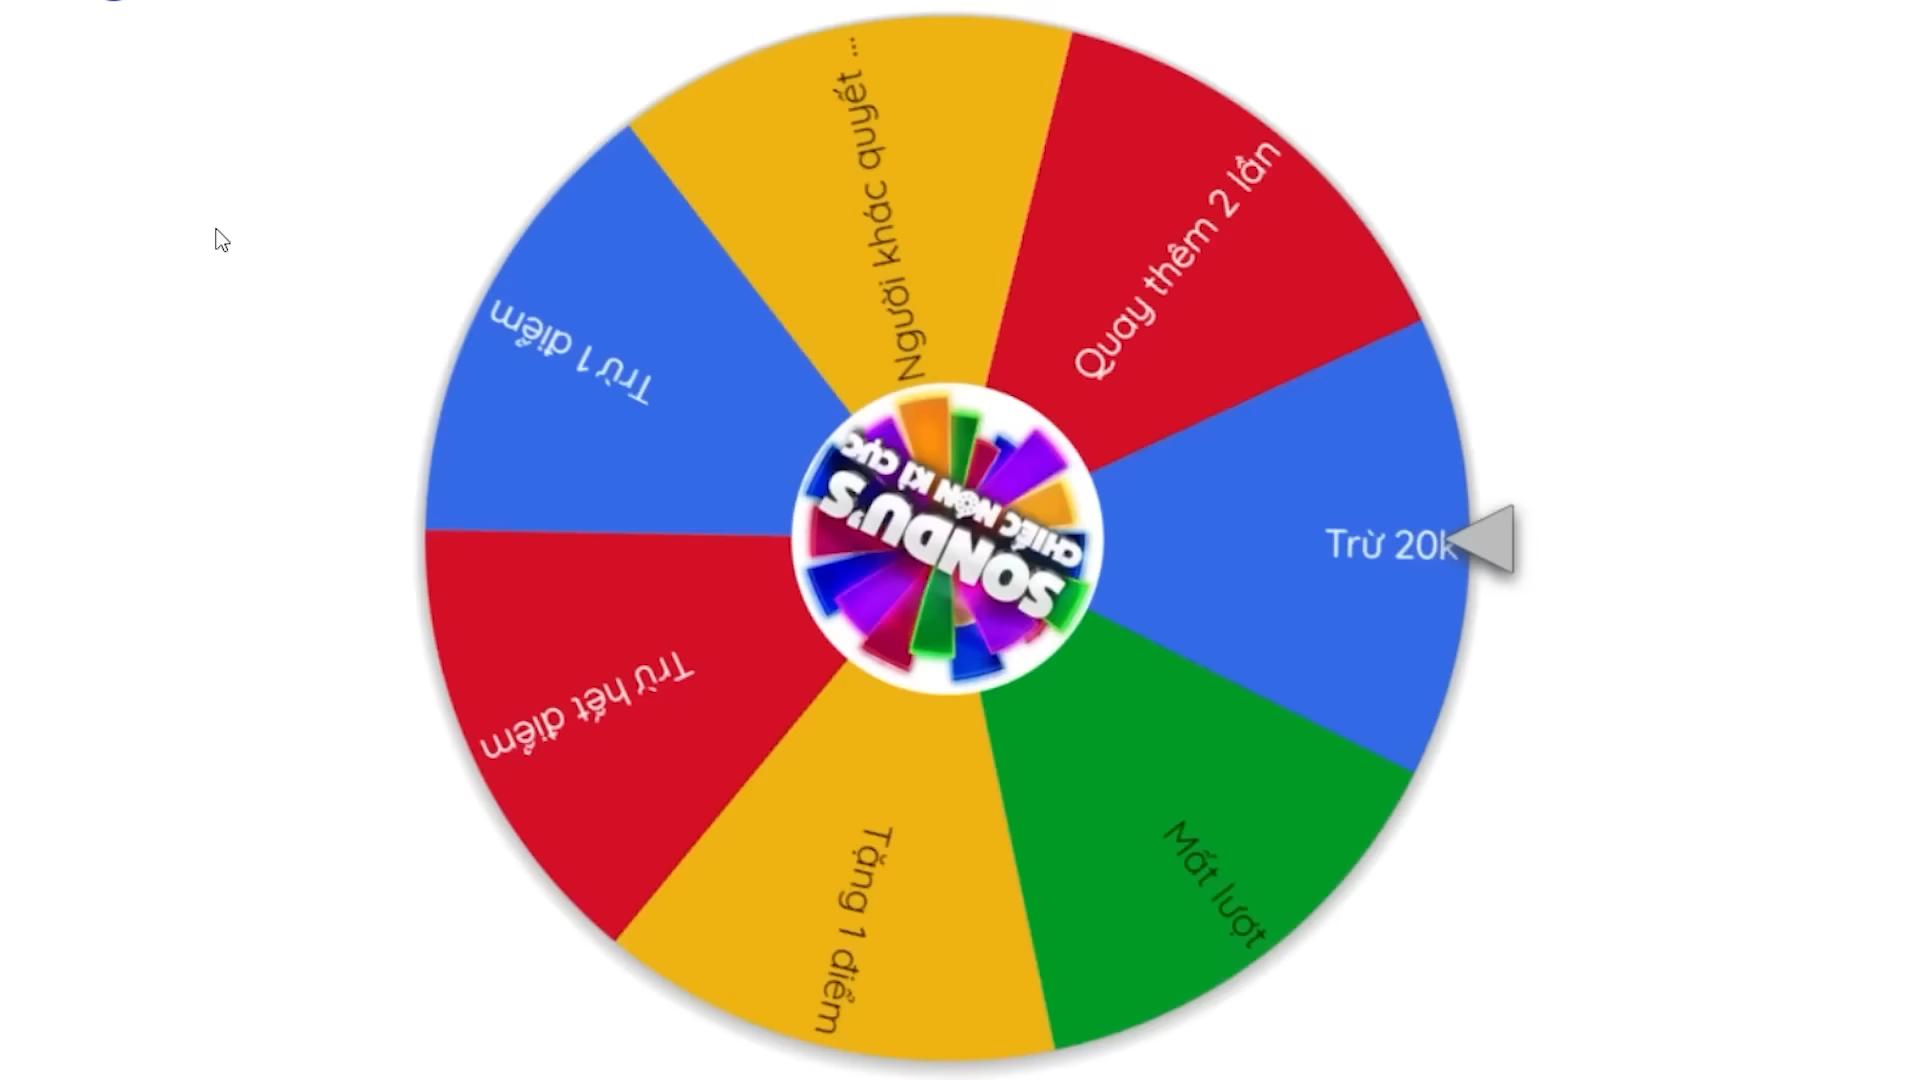 Người khác quyết ...
Quay thêm 2 lần
Trừ 1 điểm
CHIẾC NÓN KÌ CỤC
SONDU'S
Trừ 20k
Trừ hết điểm
Tặng 1 điểm
Mất lượt